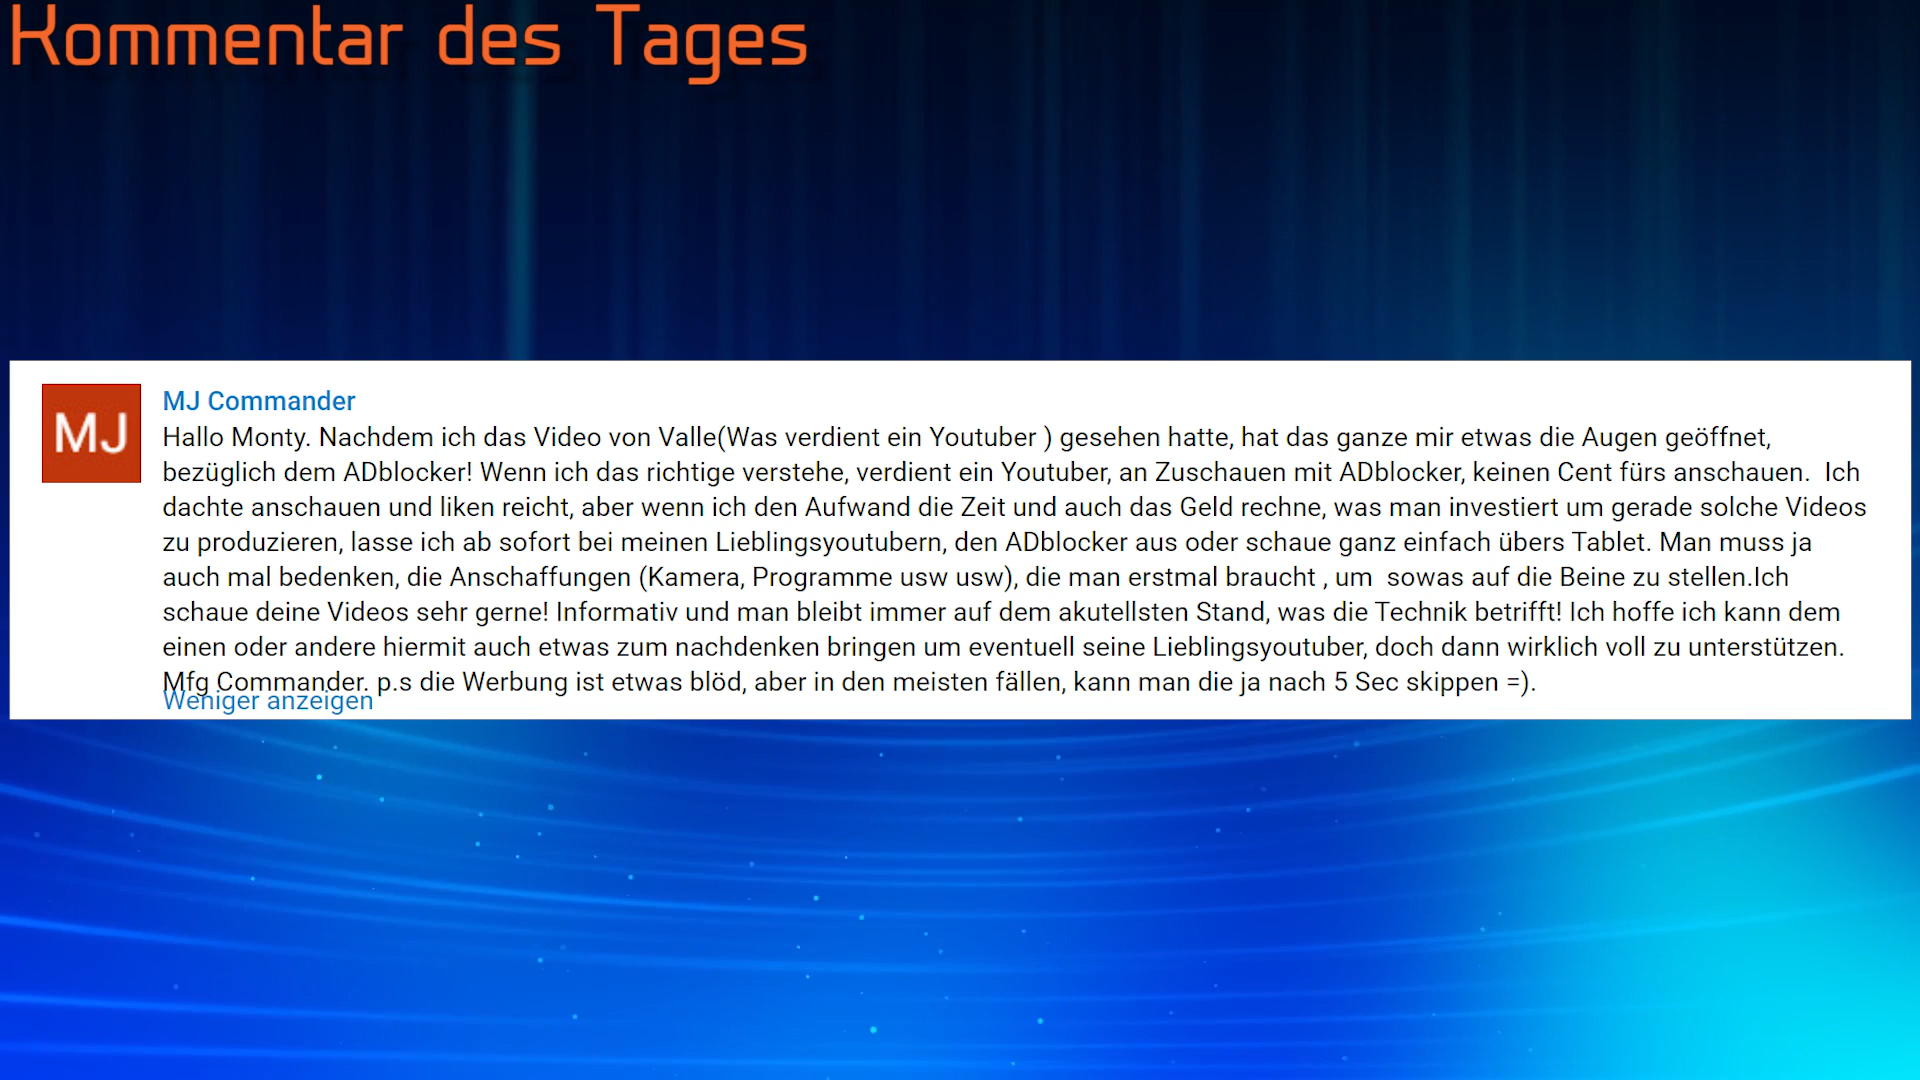 Kommentar des Tages
MJ
MJ Commander
Hallo Monty. Nachdem ich das Video von Valle(Was verdient ein Youtuber ) gesehen hatte, hat das ganze mir etwas die Augen geöffnet,
bezüglich dem ADblocker! Wenn ich das richtige verstehe, verdient ein Youtuber, an Zuschauen mit ADblocker, keinen Cent fürs anschauen.  Ich
dachte anschauen und liken reicht, aber wenn ich den Aufwand die Zeit und auch das Geld rechne, was man investiert um gerade solche Videos
zu produzieren, lasse ich ab sofort bei meinen Lieblingsyoutubern, den ADblocker aus oder schaue ganz einfach übers Tablet. Man muss ja
auch mal bedenken, die Anschaffungen (Kamera, Programme usw usw), die man erstmal braucht , um  sowas auf die Beine zu stellen.Ich
schaue deine Videos sehr gerne! Informativ und man bleibt immer auf dem akutellsten Stand, was die Technik betrifft! Ich hoffe ich kann dem
einen oder andere hiermit auch etwas zum nachdenken bringen um eventuell seine Lieblingsyoutuber, doch dann wirklich voll zu unterstützen.
Mfg Commander. p.s die Werbung ist etwas blöd, aber in den meisten fällen, kann man die ja nach 5 Sec skippen =).
Weniger anzeigen